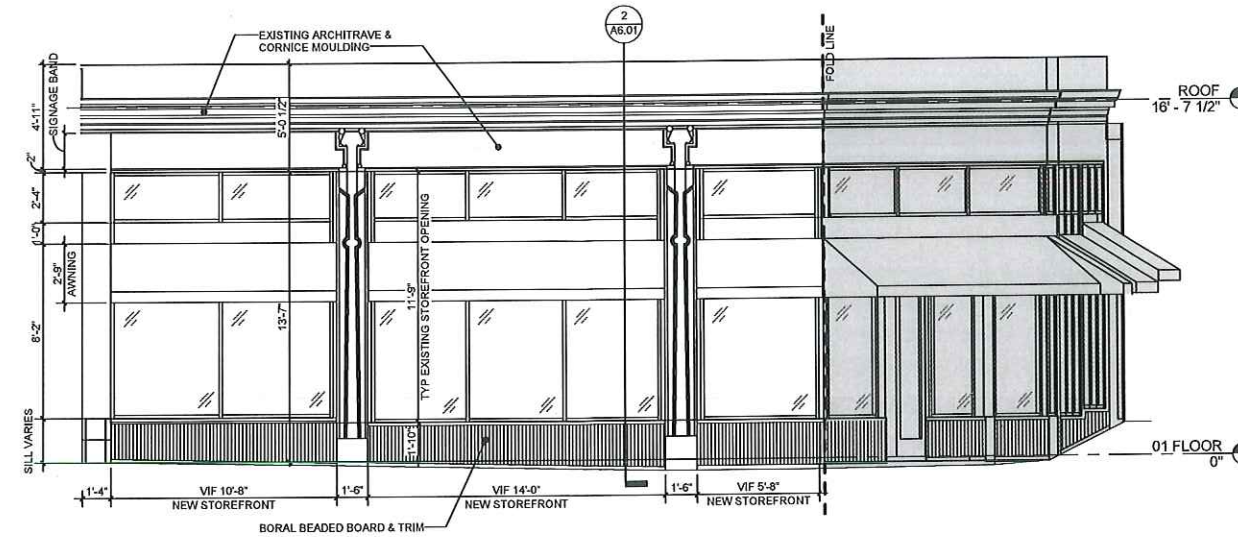 EXISTING ARCHITRAVE &
CORNICE MOULDING
2
A6.01
FOLD LINE
ROOF
16' - 7 1/2"
SIGNAGE BAND
4'-11"
5'-0 1/2"
2"
2'-4"
1'-0"
2'-9"
AWNING
8'-2"
13'-7"
11'-9"
TYP EXISTING STOREFRONT OPENING
1'-10"
SILL VARIES
01 FLOOR
0"
1'-4"
VIF 10'-8"
NEW STOREFRONT
1'-6"
VIF 14'-0"
NEW STOREFRONT
1'-6"
VIF 5'-8"
NEW STOREFRONT
BORAL BEADED BOARD & TRIM